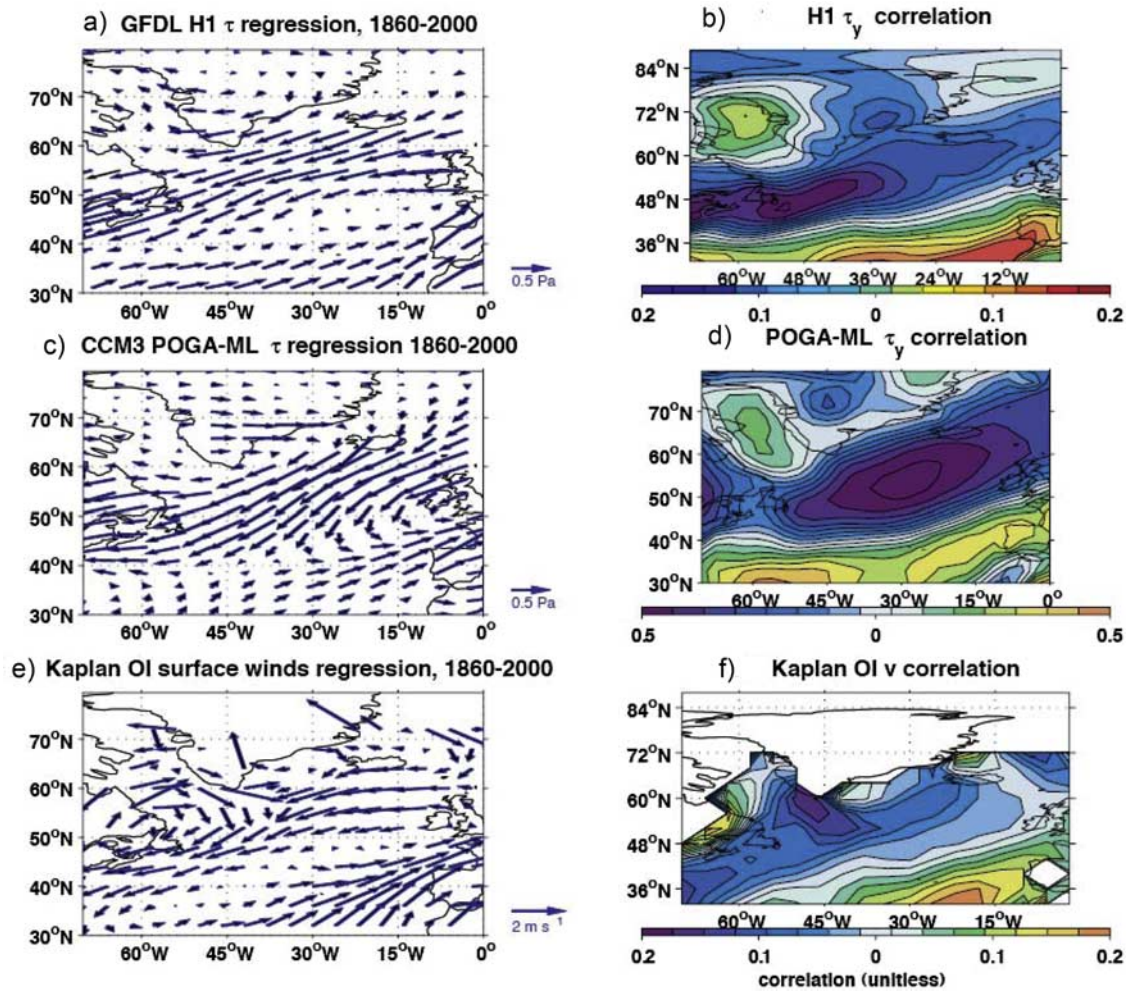 a) GFDL H1 τ regression, 1860-2000
70°N
60°N
50°N
40°N
30°N
60°W 45°W 30°W 15°W 0°
0.5 Pa
b) H1 τy correlation
84°N
72°N
60°N
48°N
36°N
60°W 48°W 36°W 24°W 12°W
0.2 0.1 0 0.1 0.2
c) CCM3 POGA-ML τ regression 1860-2000
70°N
60°N
50°N
40°N
30°N
60°W 45°W 30°W 15°W 0°
0.5 Pa
d) POGA-ML τy correlation
70°N
60°N
50°N
40°N
30°N
60°W 45°W 30°W 15°W 0°
0.5 0 0.5
e) Kaplan OI surface winds regression, 1860-2000
70°N
60°N
50°N
40°N
30°N
60°W 45°W 30°W 15°W 0°
2 m s 1
f) Kaplan OI v correlation
84°N
72°N
60°N
48°N
36°N
60°W 45°W 30°W 15°W
0.2 0.1 0 0.1 0.2
correlation (unitless)